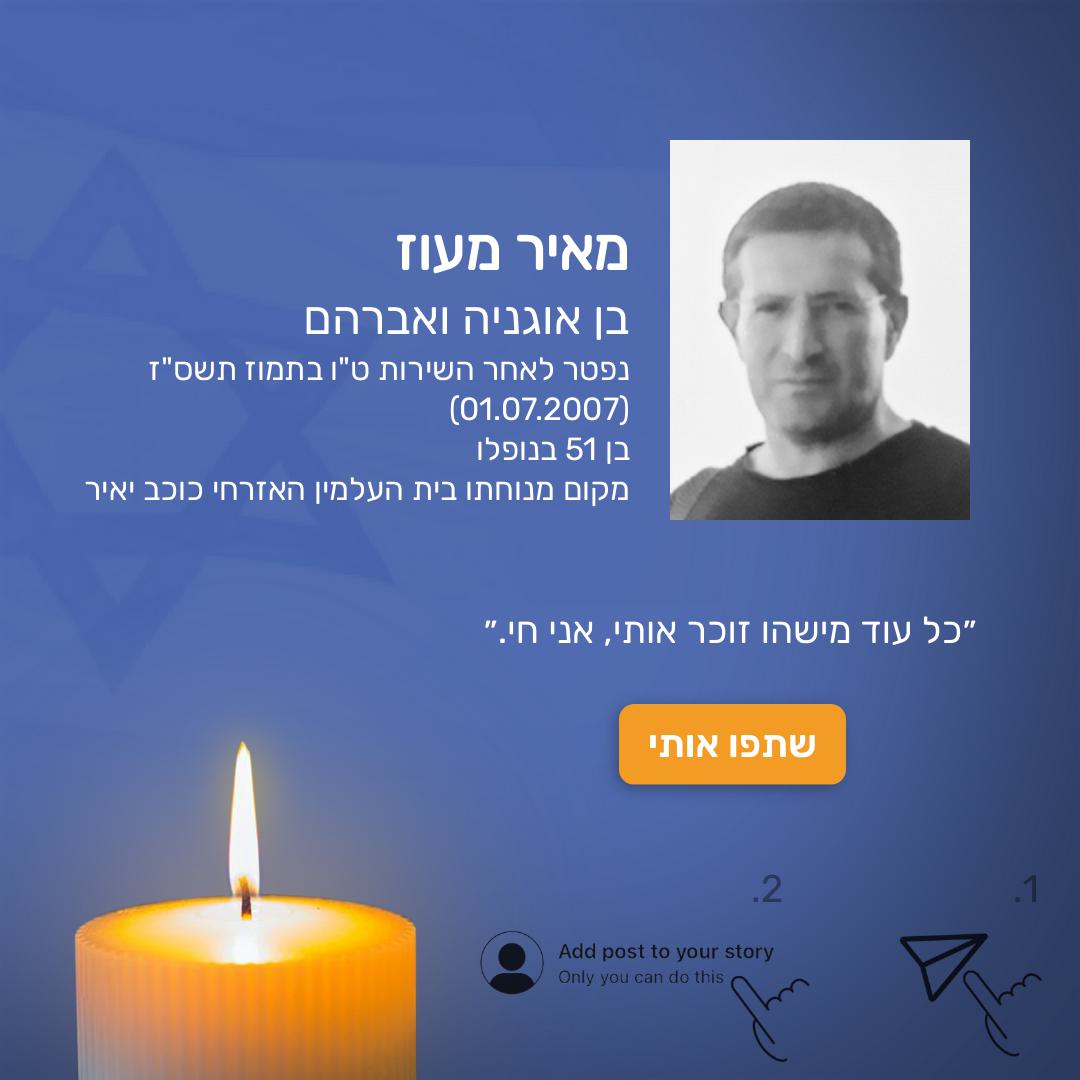 מאיר מעוז
בן אוגניה ואברהם
נפטר לאחר השירות ט"ו בתמוז תשס"ז
(01.07.2007)
בן 51 בנופלו
מקום מנוחתו בית העלמין האזרחי כוכב יאיר
״כל עוד מישהו זוכר אותי, אני חי.״
שתפו אותי
1.
2.
Add post to your story
Only you can do this